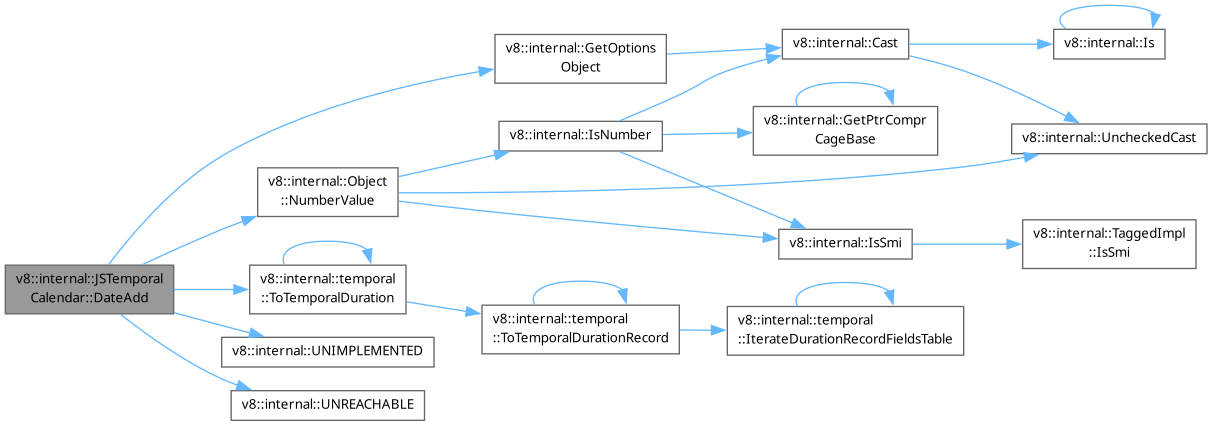 v8::internal::JSTemporal
Calendar::DateAdd
v8::internal::GetOptions
Object
v8::internal::Object
::NumberValue
v8::internal::temporal
::ToTemporalDuration
v8::internal::UNIMPLEMENTED
v8::internal::UNREACHABLE
v8::internal::IsNumber
v8::internal::temporal
::ToTemporalDurationRecord
v8::internal::Cast
v8::internal::GetPtrCompr
CageBase
v8::internal::IsSmi
v8::internal::temporal
::IterateDurationRecordFieldsTable
v8::internal::Is
v8::internal::UncheckedCast
v8::internal::TaggedImpl
::IsSmi